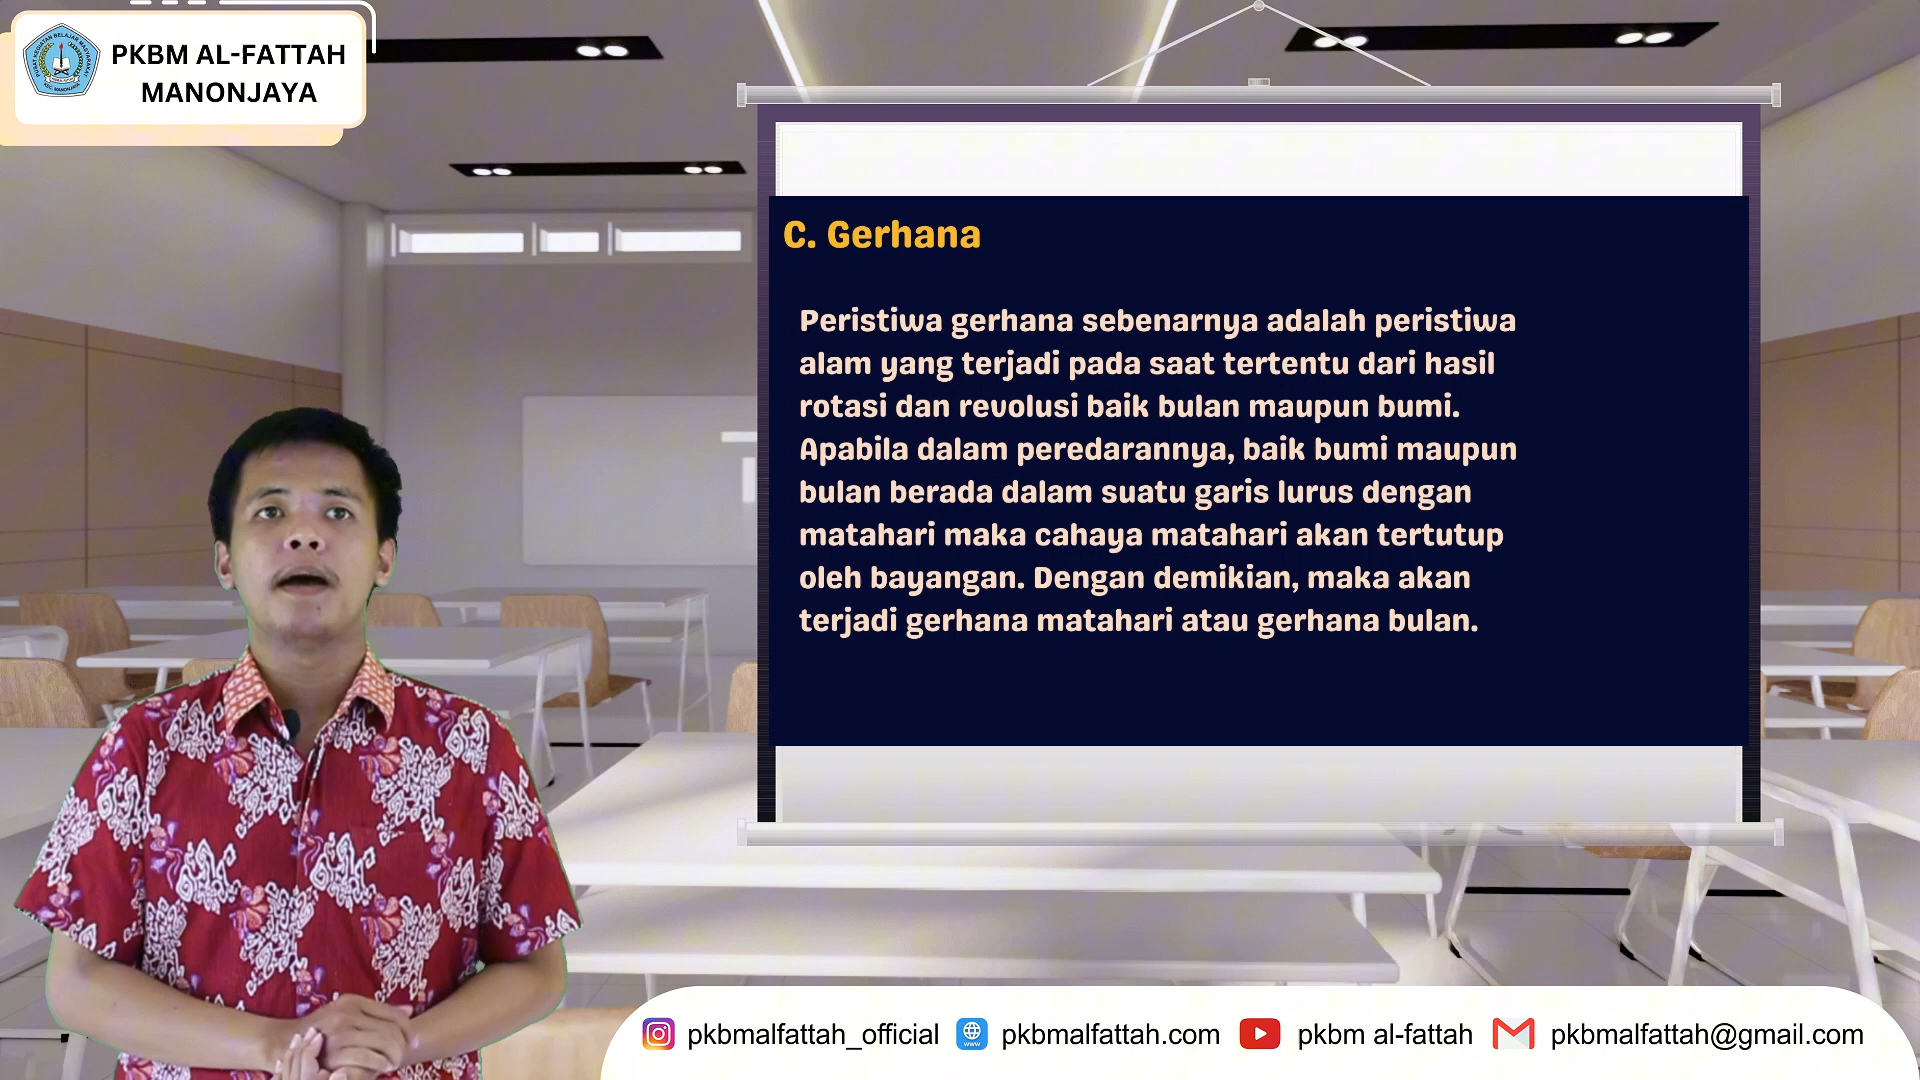 PKBM AL-FATTAH
MANONJAYA
C. Gerhana
Peristiwa gerhana sebenarnya adalah peristiwa
alam yang terjadi pada saat tertentu dari hasil
rotasi dan revolusi baik bulan maupun bumi.
Apabila dalam peredarannya, baik bumi maupun
bulan berada dalam suatu garis lurus dengan
matahari maka cahaya matahari akan tertutup
oleh bayangan. Dengan demikian, maka akan
terjadi gerhana matahari atau gerhana bulan.
pkbmalfattah_official pkbmalfattah.com pkbm al-fattah pkbmalfattah@gmail.com